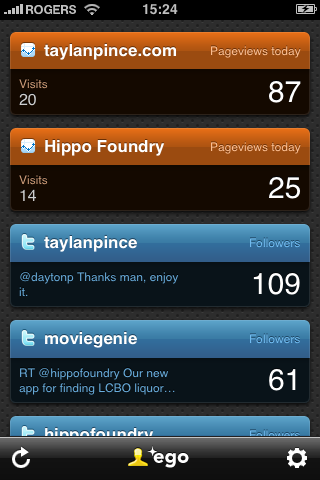 ROGERS 15:24
taylanpince.com Pageviews today
Visits
20 87
Hippo Foundry Pageviews today
Visits
14 25
taylanpince Followers
@daytonp Thanks man, enjoy
it. 109
moviegenie Followers
RT @hippofoundry Our new
app for finding LCBO liquor… 61
hippofoundry Followers
ego